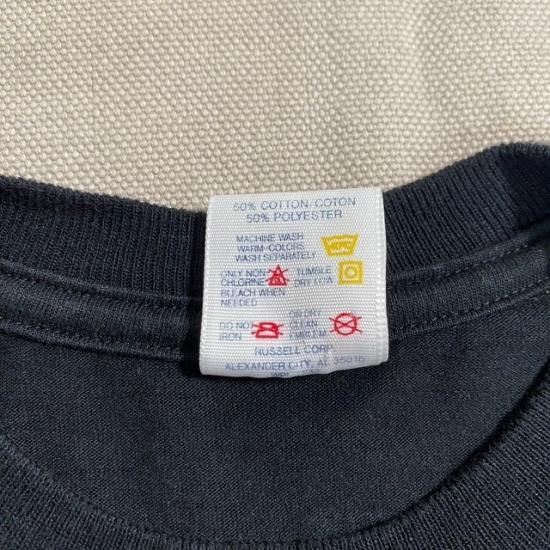 50% COTTON/COTON
50% POLYESTER
MACHINE WASH
WARM-COLORS
WASH SEPARATELY
ONLY NON-
CHLORINE
BLEACH WHEN
NEEDED
TUMBLE
DRY LOW
DO NOT
IRON
OR DRY
CLEAN
EMBLEM
RUSSELL CORP
ALEXANDER CITY, AL 35010